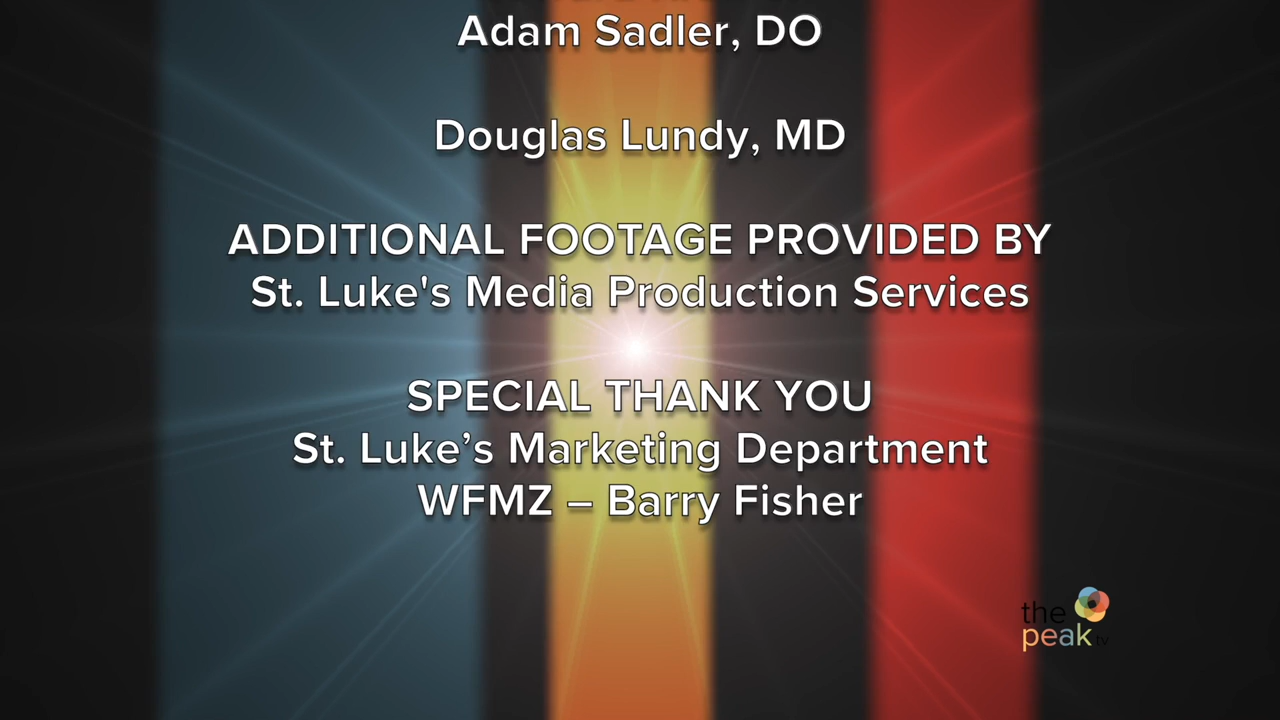 Adam Sadler, DO
Douglas Lundy, MD
ADDITIONAL FOOTAGE PROVIDED BY
St. Luke's Media Production Services
SPECIAL THANK YOU
St. Luke’s Marketing Department
WFMZ – Barry Fisher
the
peak tv